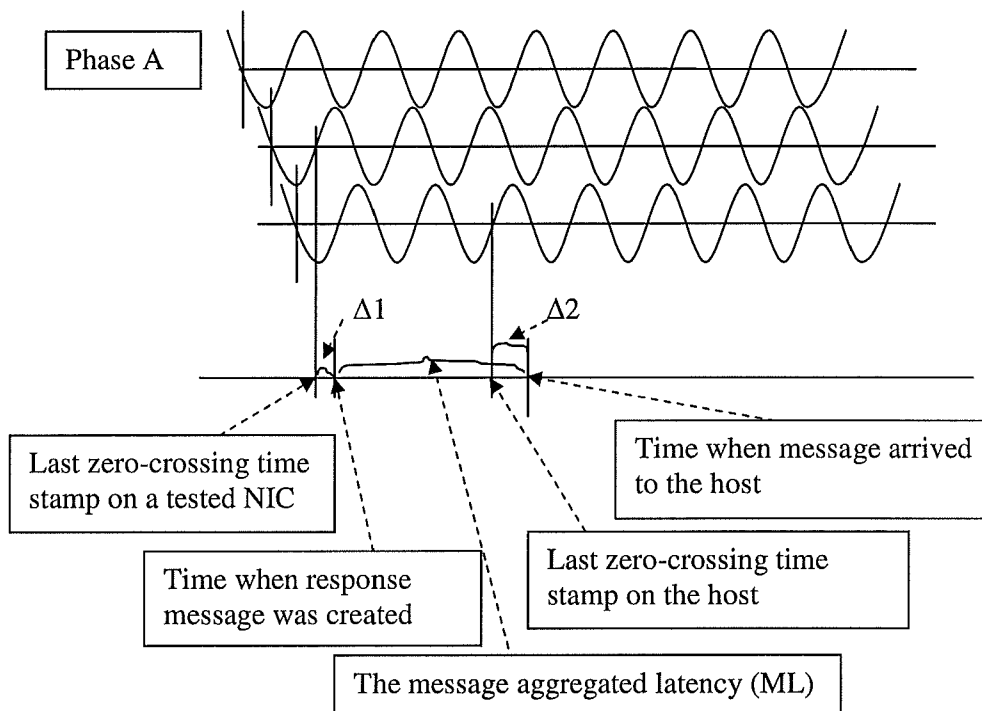 Phase A
Δ1
Δ2
Last zero-crossing time
stamp on a tested NIC
Time when message arrived
to the host
Time when response
message was created
Last zero-crossing time
stamp on the host
The message aggregated latency (ML)